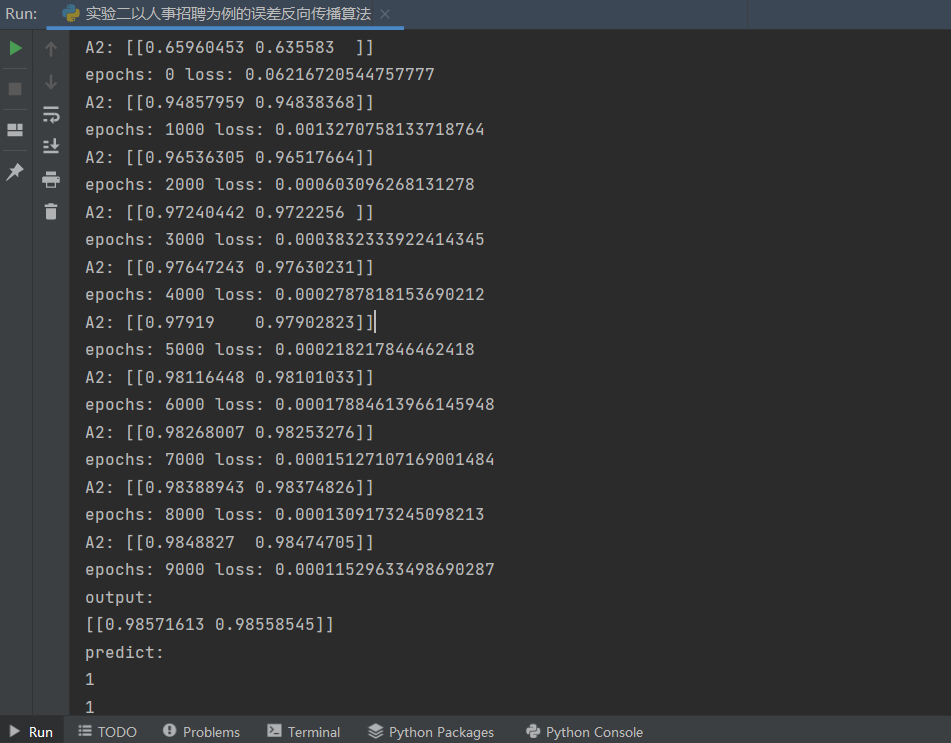 Run: 实验二以人事招聘为例的误差反向传播算法
A2: [[0.65960453 0.635583  ]]
epochs: 0 loss: 0.06216720544757777
A2: [[0.94857959 0.94838368]]
epochs: 1000 loss: 0.0013270758133718764
A2: [[0.96536305 0.96517664]]
epochs: 2000 loss: 0.000603096268131278
A2: [[0.97240442 0.9722256 ]]
epochs: 3000 loss: 0.0003832333922414345
A2: [[0.97647243 0.97630231]]
epochs: 4000 loss: 0.0002787818153690212
A2: [[0.97919    0.97902823]]
epochs: 5000 loss: 0.000218217846462418
A2: [[0.98116448 0.98101033]]
epochs: 6000 loss: 0.00017884613966145948
A2: [[0.98268007 0.98253276]]
epochs: 7000 loss: 0.00015127107169001484
A2: [[0.98388943 0.98374826]]
epochs: 8000 loss: 0.0001309173245098213
A2: [[0.9848827  0.98474705]]
epochs: 9000 loss: 0.00011529633498690287
output:
[[0.98571613 0.98558545]]
predict:
1
1
Run TODO Problems Terminal Python Packages Python Console